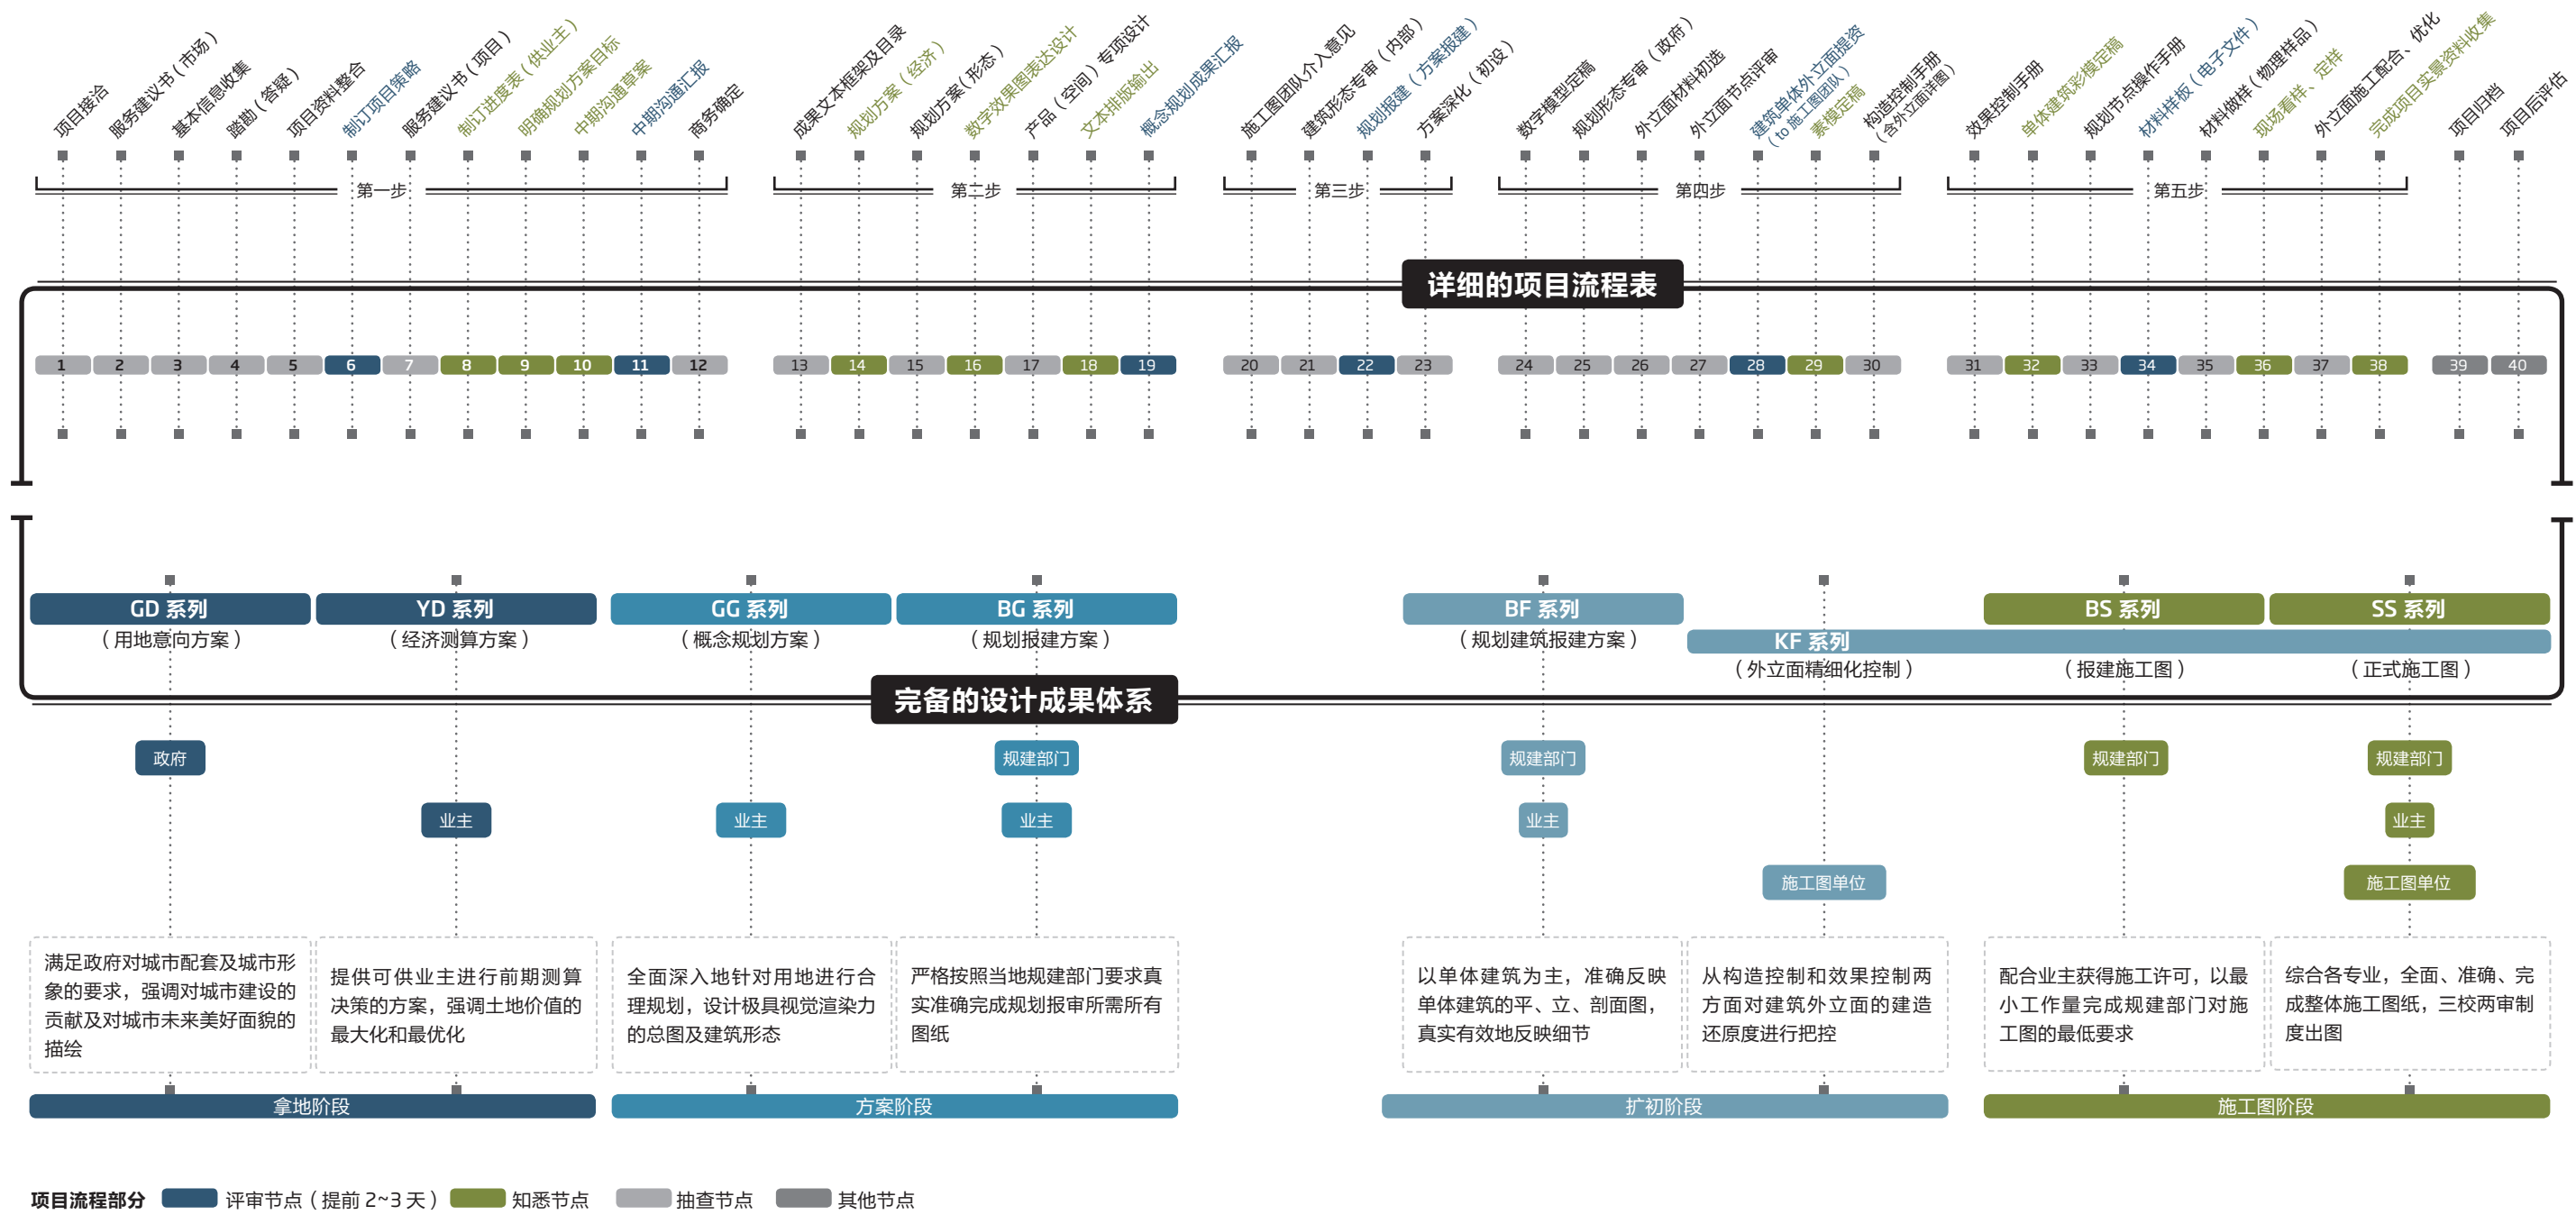 项目接洽
服务建议书（市场）
基本信息收集
踏勘（答疑）
项目资料整合
制订项目策略
服务建议书（项目）
制订进度表（供业主）
明确规划方案目标
中期沟通草案
中期沟通汇报
商务确定
成果文本框架及目录
规划方案（经济）
规划方案（形态）
数字效果图表达设计
产品（空间）专项设计
文本排版输出
概念规划成果汇报
施工图团队介入意见
建筑形态专审（内部）
规划报建（方案报建）
方案深化（初设）
数字模型定稿
规划形态专审（政府）
外立面材料初选
外立面节点评审
建筑单体外立面提资
（to 施工图团队）
素模定稿
构造控制手册
（含外立面详图）
效果控制手册
单体建筑彩模定稿
规划节点操作手册
材料样板（电子文件）
材料做样（物理样品）
现场看样、定样
外立面施工配合、优化
完成项目实景资料收集
项目归档
项目后评估
第一步
第二步
第三步
第四步
第五步
详细的项目流程表
1 2 3 4 5 6 7 8 9 10 11 12 13 14 15 16 17 18 19 20 21 22 23 24 25 26 27 28 29 30 31 32 33 34 35 36 37 38 39 40
GD 系列
（用地意向方案）
YD 系列
（经济测算方案）
GG 系列
（概念规划方案）
BG 系列
（规划报建方案）
BF 系列
（规划建筑报建方案）
KF 系列
（外立面精细化控制）
BS 系列
（报建施工图）
SS 系列
（正式施工图）
完备的设计成果体系
政府
规建部门
规建部门
规建部门
规建部门
业主
业主
业主
业主
业主
施工图单位
施工图单位
满足政府对城市配套及城市形
象的要求，强调对城市建设的
贡献及对城市未来美好面貌的
描绘
提供可供业主进行前期测算
决策的方案，强调土地价值的
最大化和最优化
全面深入地针对用地进行合
理规划，设计极具视觉渲染力
的总图及建筑形态
严格按照当地规建部门要求真
实准确完成规划报审所需所有
图纸
以单体建筑为主，准确反映
单体建筑的平、立、剖面图，
真实有效地反映细节
从构造控制和效果控制两
方面对建筑外立面的建造
还原度进行把控
配合业主获得施工许可，以最
小工作量完成规建部门对施
工图的最低要求
综合各专业，全面、准确、完
成整体施工图纸，三校两审制
度出图
拿地阶段
方案阶段
扩初阶段
施工图阶段
项目流程部分
评审节点（提前 2~3 天）
知悉节点
抽查节点
其他节点